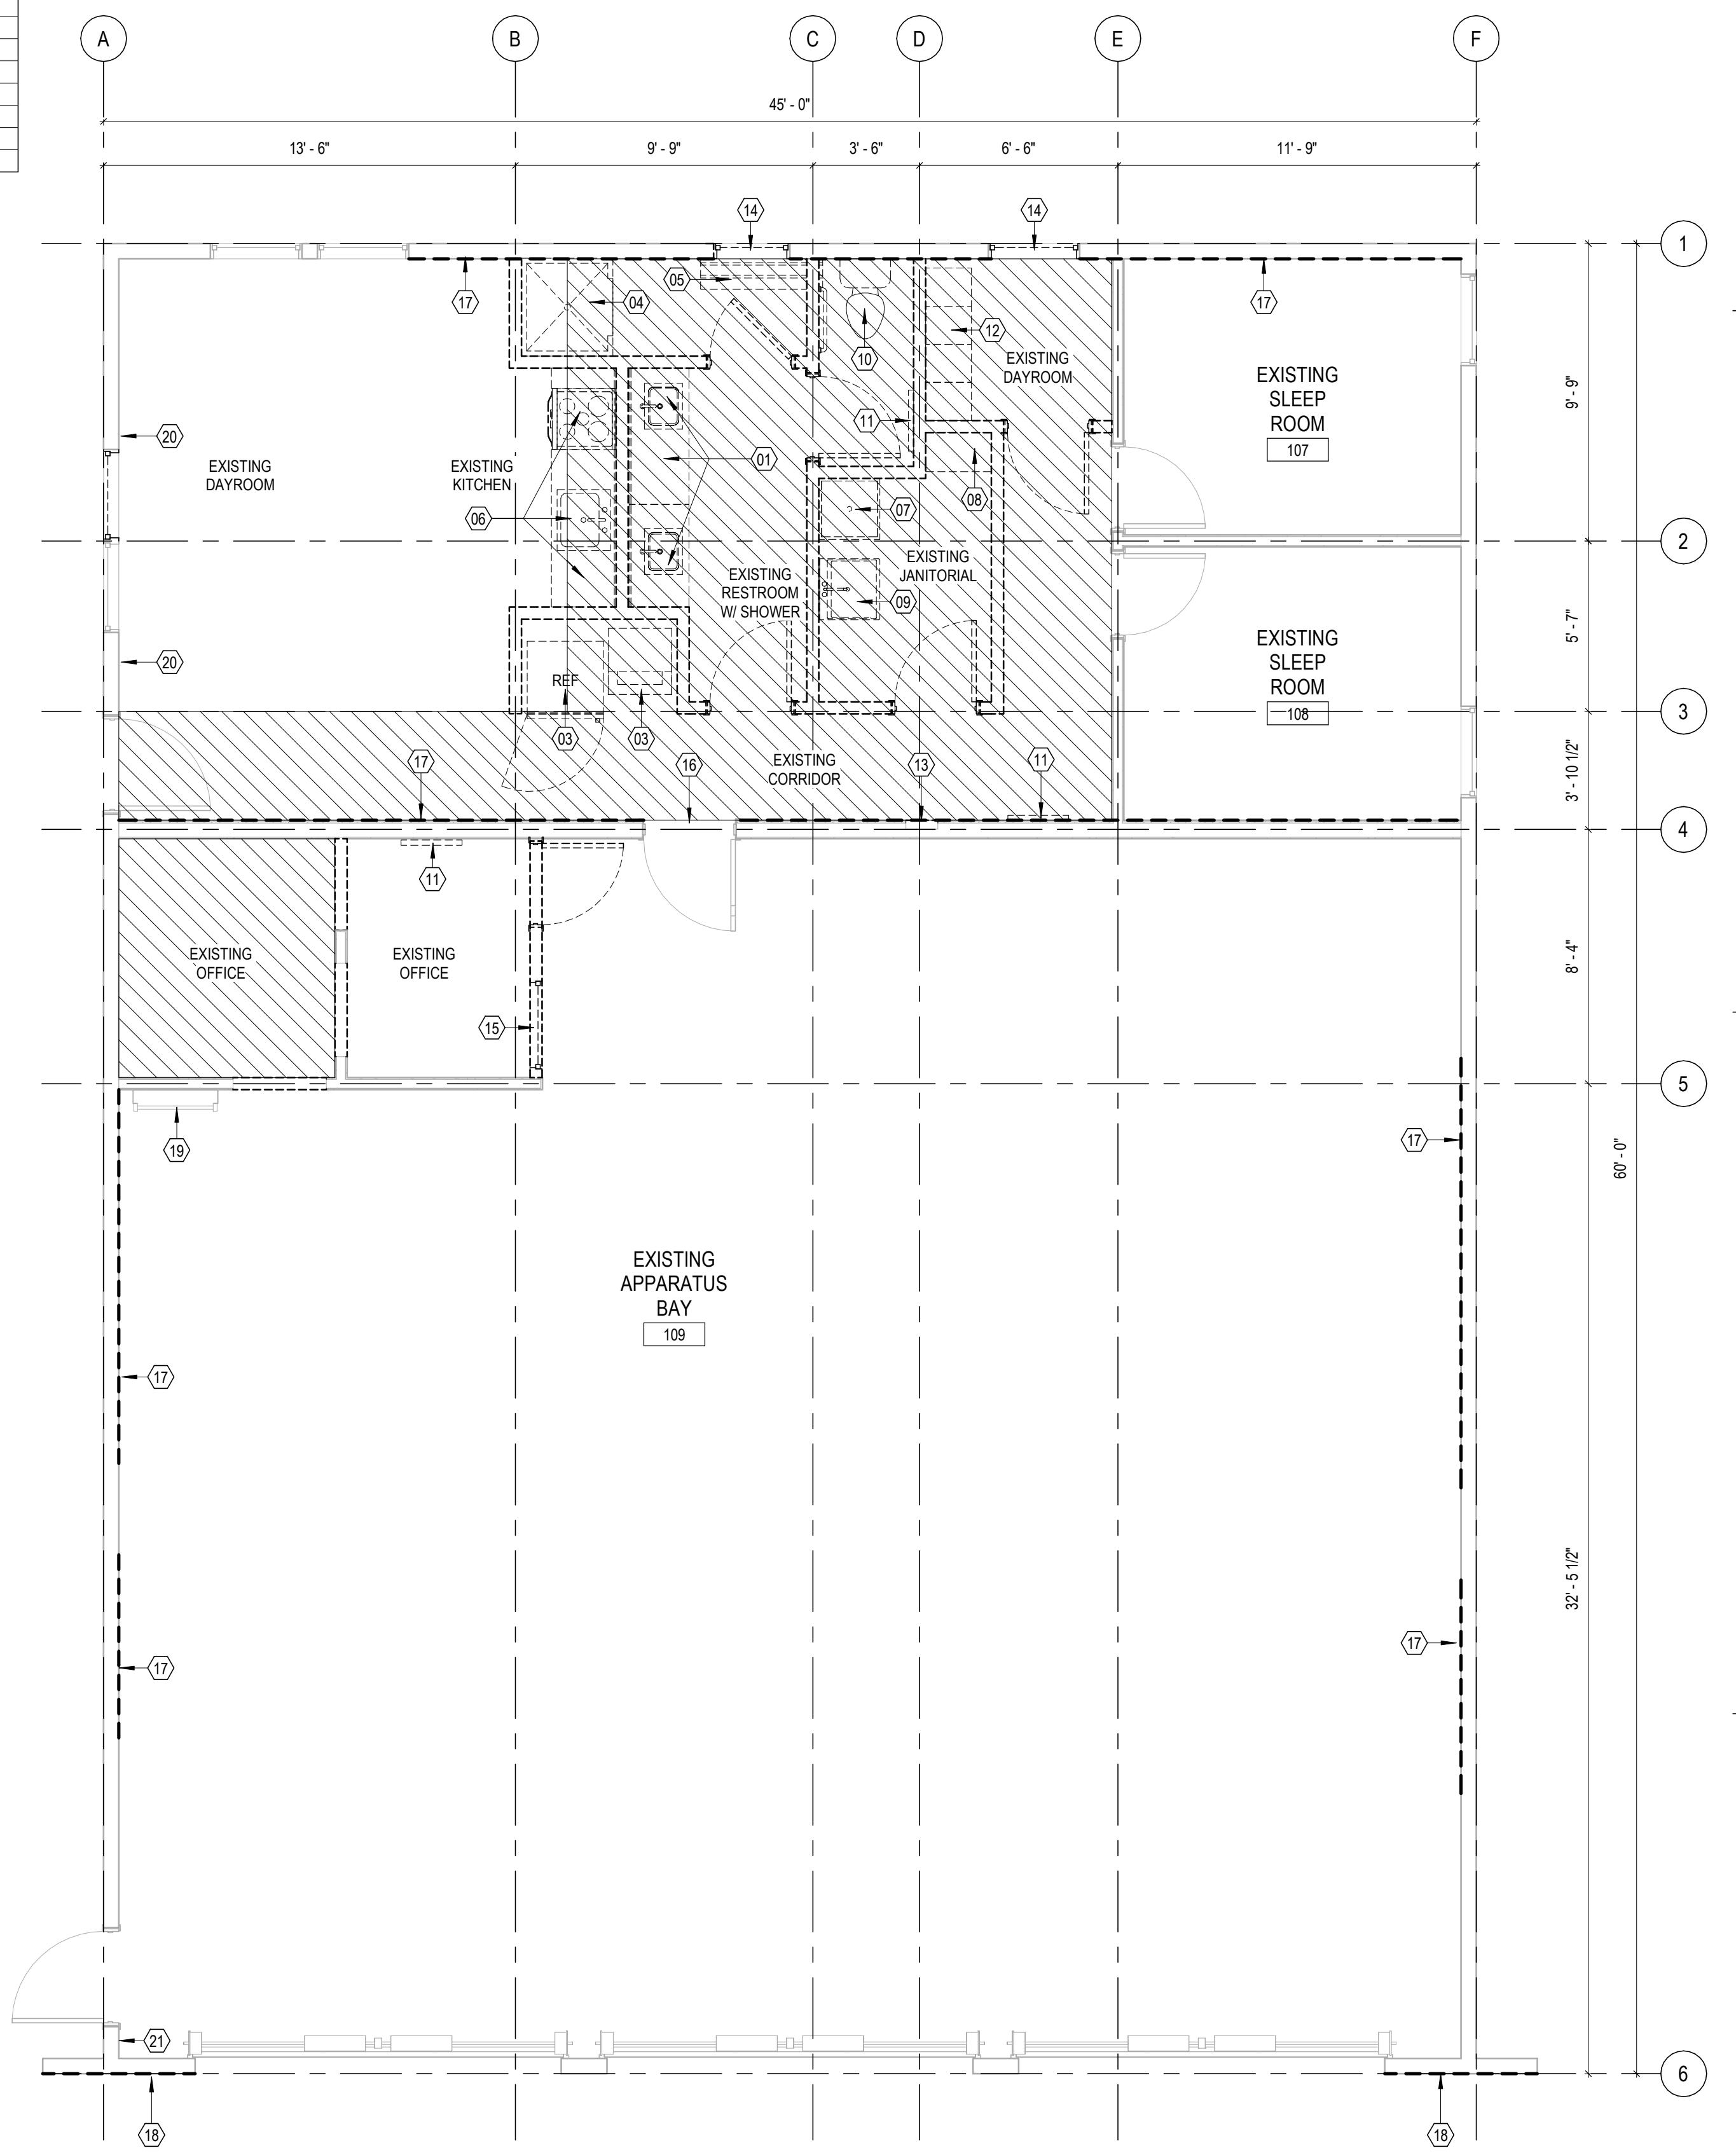 A
B
C
D
E
F
45' - 0"
13' - 6"
9' - 9"
3' - 6"
6' - 6"
11' - 9"
14
14
1
17
05
04
17
12
10
EXISTING
DAYROOM
EXISTING
SLEEP
ROOM
107
9' - 9"
20
11
01
EXISTING
DAYROOM
EXISTING
KITCHEN
08
07
06
2
EXISTING
JANITORIAL
EXISTING
RESTROOM
W/ SHOWER
09
5' - 7"
EXISTING
SLEEP
ROOM
108
20
REF
3
03
03
17
16
EXISTING
CORRIDOR
13
11
3' - 10 1/2"
4
11
EXISTING
OFFICE
EXISTING
OFFICE
8' - 4"
15
5
19
17
60' - 0"
EXISTING
APPARATUS
BAY
109
17
32' - 5 1/2"
17
17
21
6
18
18